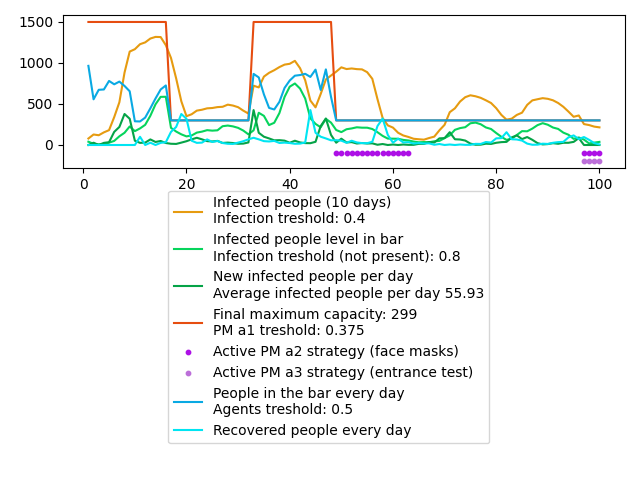 1500
1000
500
0
0
20
40
60
80
100
Infected people (10 days)
Infection treshold: 0.4
Infected people level in bar
Infection treshold (not present): 0.8
New infected people per day
Average infected people per day 55.93
Final maximum capacity: 299
PM a1 treshold: 0.375
Active PM a2 strategy (face masks)
Active PM a3 strategy (entrance test)
People in the bar every day
Agents treshold: 0.5
Recovered people every day